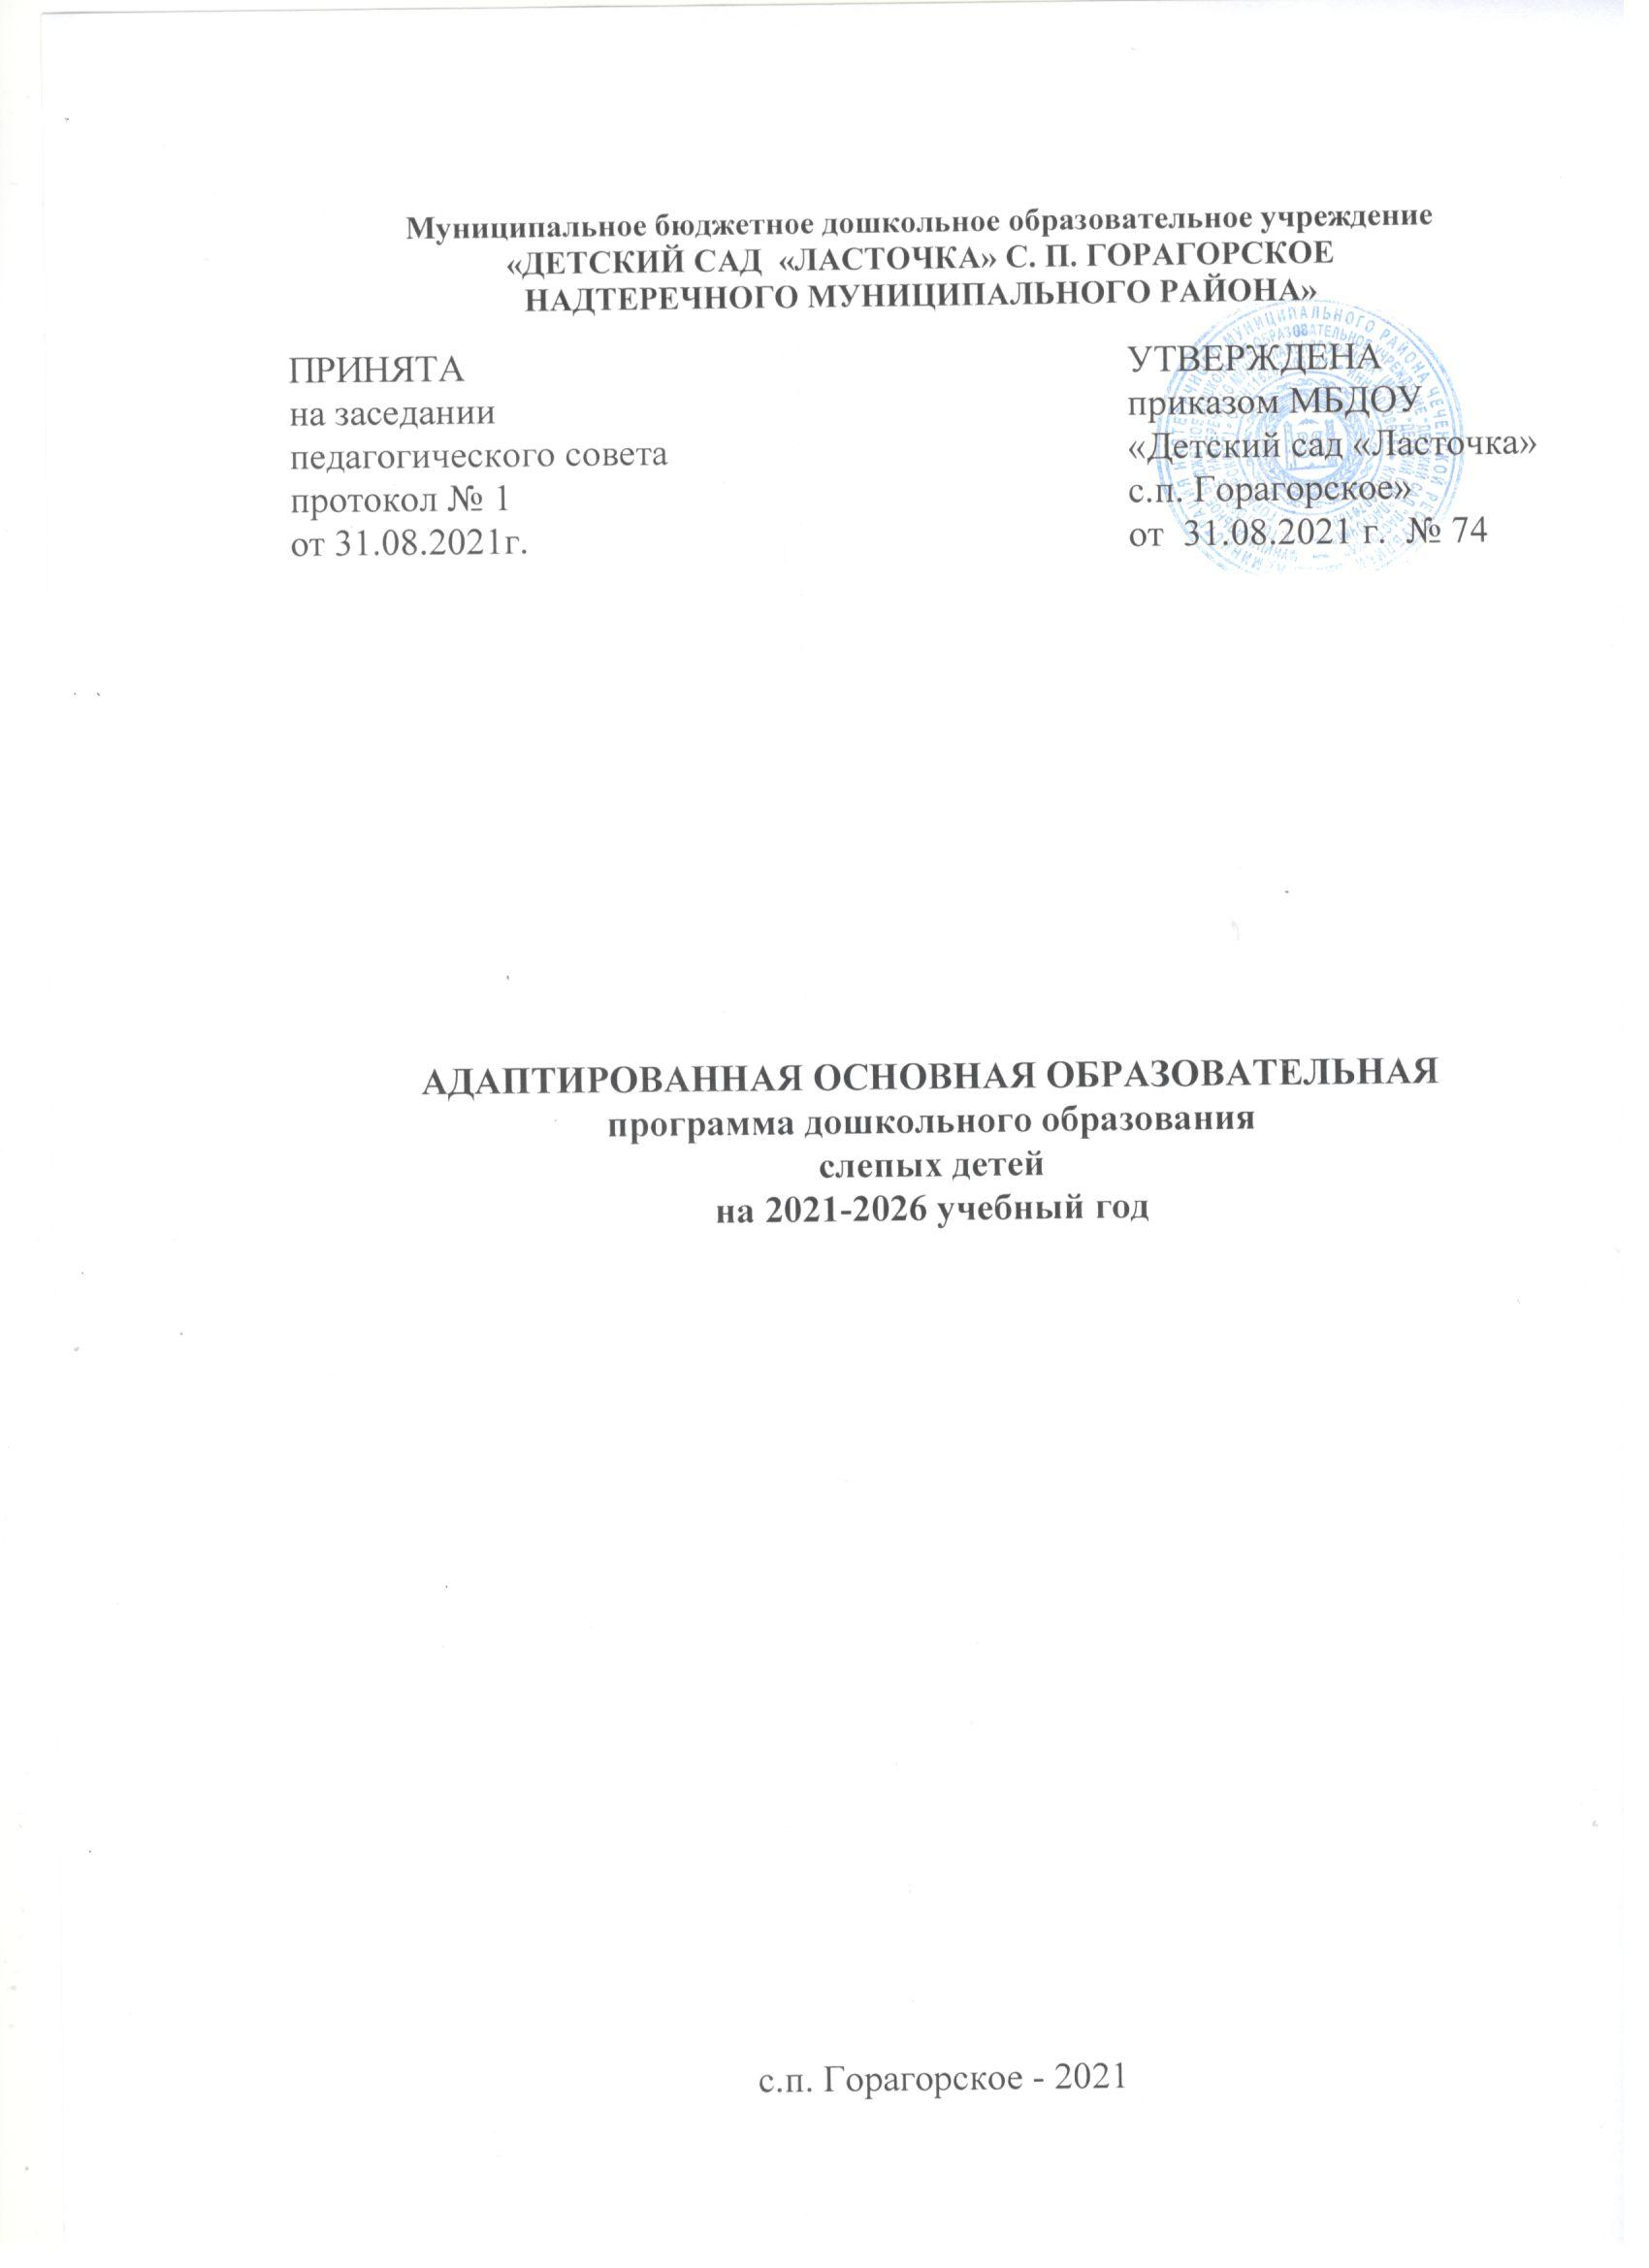 Муниципальное бюджетное дошкольное образовательное учреждение
«ДЕТСКИЙ САД «ЛАСТОЧКА» С. П. ГОРАГОРСКОЕ
НАДТЕРЕЧНОГО МУНИЦИПАЛЬНОГО РАЙОНА»
ПРИНЯТА
на заседании
педагогического совета
протокол № 1
от 31.08.2021г.
УТВЕРЖДЕНА
приказом МБДОУ
«Детский сад «Ласточка»
с.п. Горагорское»
от 31.08.2021 г. № 74
МУНИЦИПАЛЬНОГО РАЙОНА
АДАПТИРОВАННАЯ ОСНОВНАЯ ОБРАЗОВАТЕЛЬНАЯ
программа дошкольного образования
слепых детей
на 2021-2026 учебный год
с.п. Горагорское - 2021